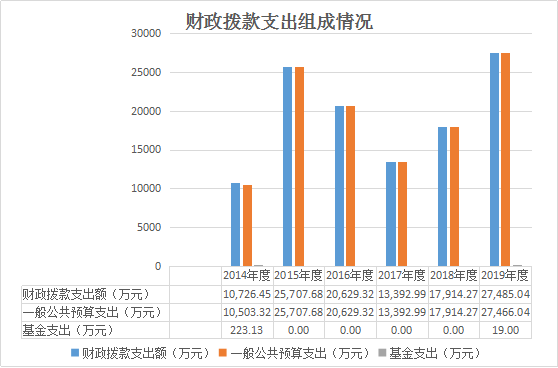 财政拨款支出组成情况
30000
25000
20000
15000
10000
5000
0
2014年度 2015年度 2016年度 2017年度 2018年度 2019年度
财政拨款支出额（万元） 10,726.45 25,707.68 20,629.32 13,392.99 17,914.27 27,485.04
一般公共预算支出（万元） 10,503.32 25,707.68 20,629.32 13,392.99 17,914.27 27,466.04
基金支出（万元） 223.13 0.00 0.00 0.00 0.00 19.00
财政拨款支出额（万元） 一般公共预算支出（万元） 基金支出（万元）